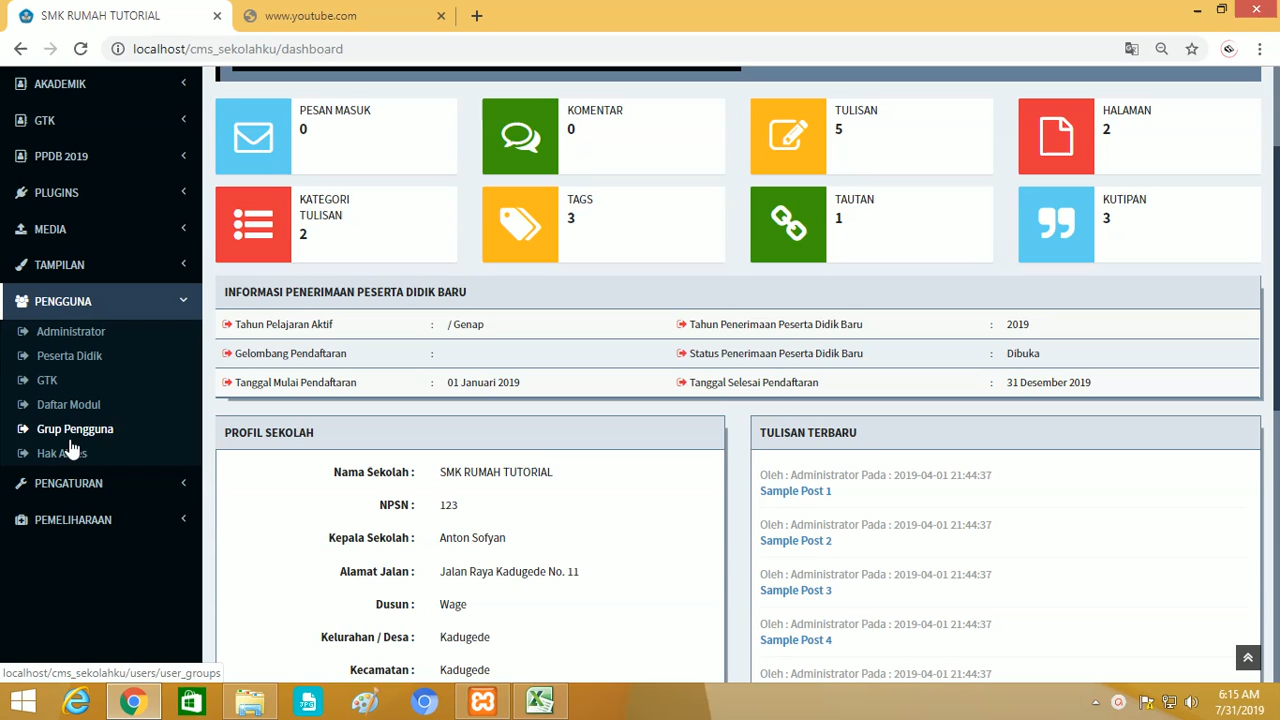 SMK RUMAH TUTORIAL
www.youtube.com
localhost/cms_sekolahku/dashboard
AKADEMIK
GTK
PPDB 2019
PLUGINS
MEDIA
TAMPILAN
PENGGUNA
Administrator
Peserta Didik
GTK
Daftar Modul
Grup Pengguna
Hak
PENGATURAN
PEMELIHARAAN
PESAN MASUK
0
KOMENTAR
0
TULISAN
5
HALAMAN
2
KATEGORI
TULISAN
2
TAGS
3
TAUTAN
1
KUTIPAN
3
INFORMASI PENERIMAAN PESERTA DIDIK BARU
Tahun Pelajaran Aktif : / Genap
Tahun Penerimaan Peserta Didik Baru : 2019
Gelombang Pendaftaran :
Status Penerimaan Peserta Didik Baru : Dibuka
Tanggal Mulai Pendaftaran : 01 Januari 2019
Tanggal Selesai Pendaftaran : 31 Desember 2019
PROFIL SEKOLAH
Nama Sekolah : SMK RUMAH TUTORIAL
NPSN : 123
Kepala Sekolah : Anton Sofyan
Alamat Jalan : Jalan Raya Kadugede No. 11
Dusun : Wage
Kelurahan / Desa : Kadugede
Kecamatan : Kadugede
TULISAN TERBARU
Oleh : Administrator Pada : 2019-04-01 21:44:37
Sample Post 1
Oleh : Administrator Pada : 2019-04-01 21:44:37
Sample Post 2
Oleh : Administrator Pada : 2019-04-01 21:44:37
Sample Post 3
Oleh : Administrator Pada : 2019-04-01 21:44:37
Sample Post 4
Oleh : Administrator Pada : 2019-04-01 21:44:37
localhost/cms_sekolahku/users/user_groups
JPG
6:15 AM
7/31/2019